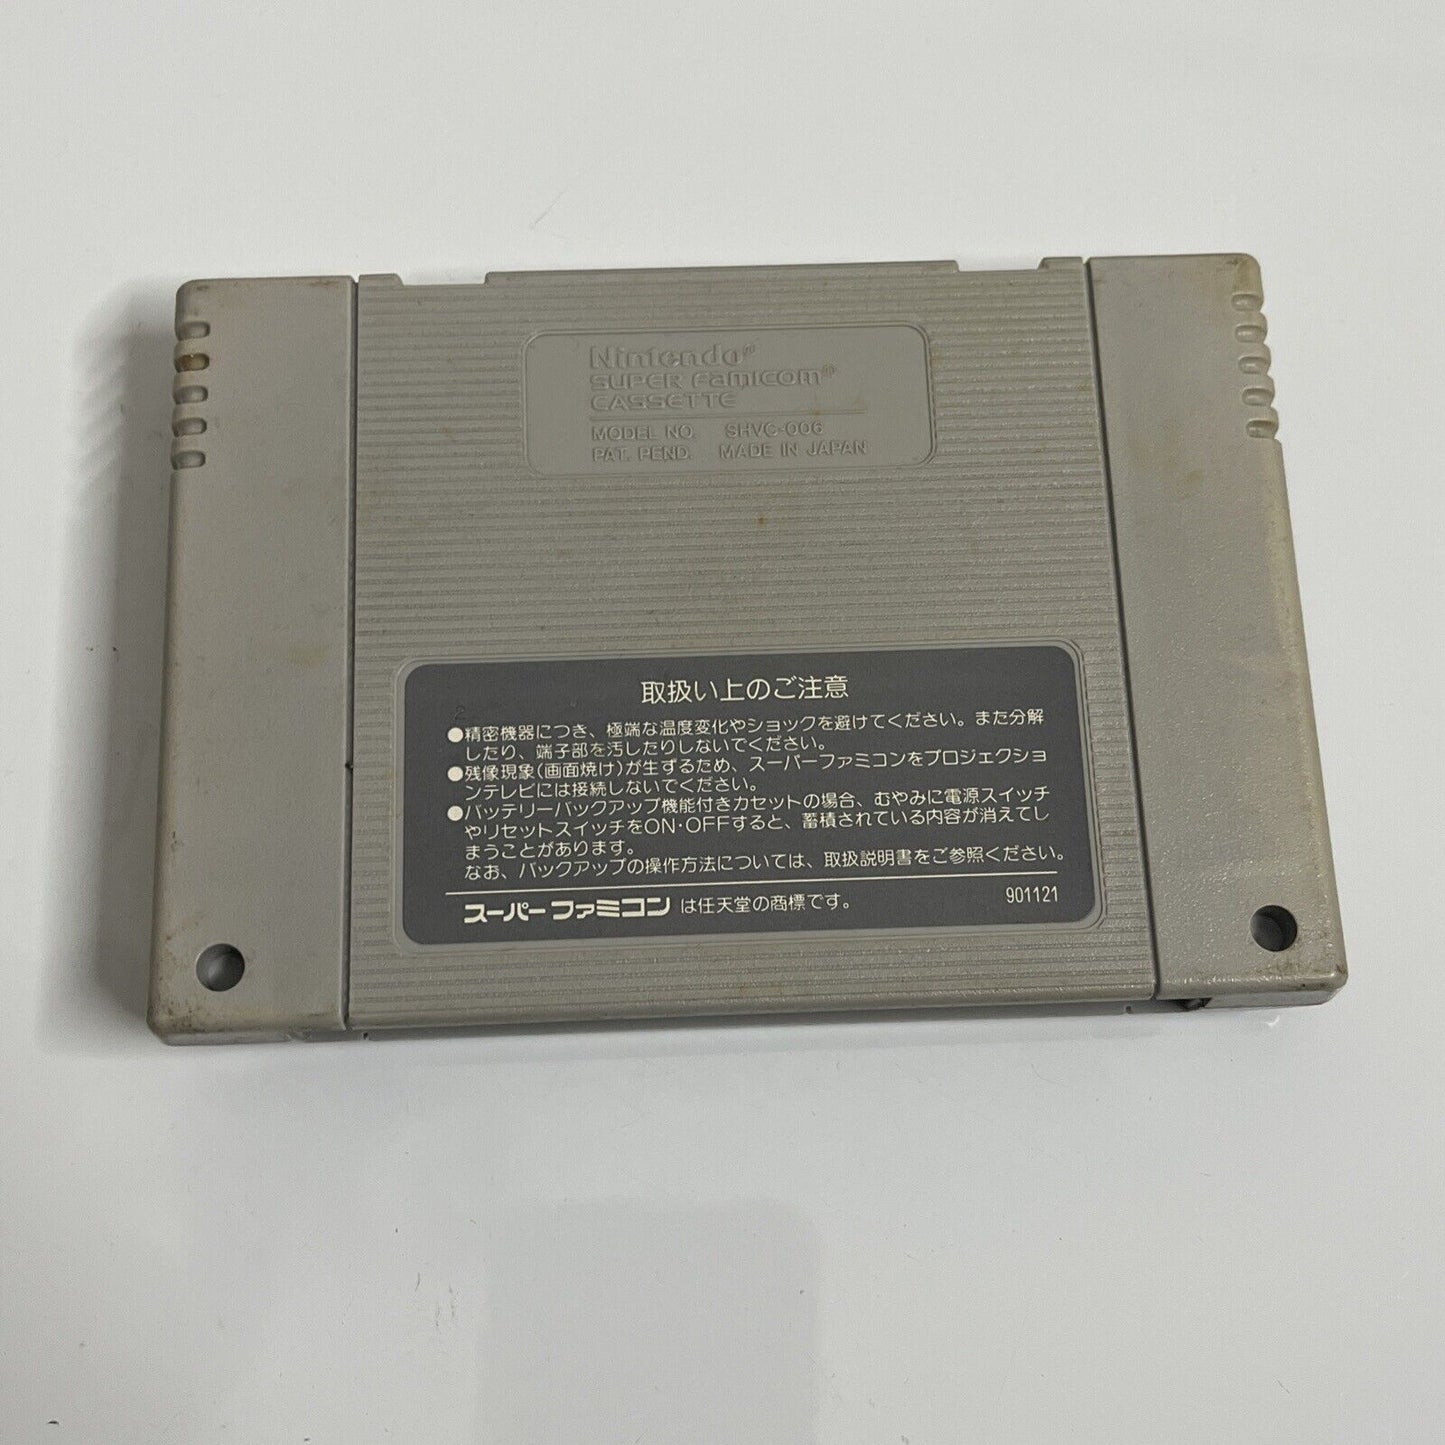 Nintendo®
SUPER FAMICOM®
CASSETTE
MODEL NO. SHVC-006
PAT. PEND. MADE IN JAPAN
取扱い上のご注意
2
●精密機器につき、極端な温度変化やショックを避けてください。また分解
したり、端子部を汚したりしないでください。
●残像現象(画面焼け)が生ずるため、スーパーファミコンをプロジェクショ
ンテレビには接続しないでください。
●バッテリーバックアップ機能付きカセットの場合、むやみに電源スイッチ
やリセットスイッチをON・OFFすると、蓄積されている内容が消えてし
まうことがあります。
なお、バックアップの操作方法については、取扱説明書をご参照ください。
スーパーファミコン は任天堂の商標です。 901121